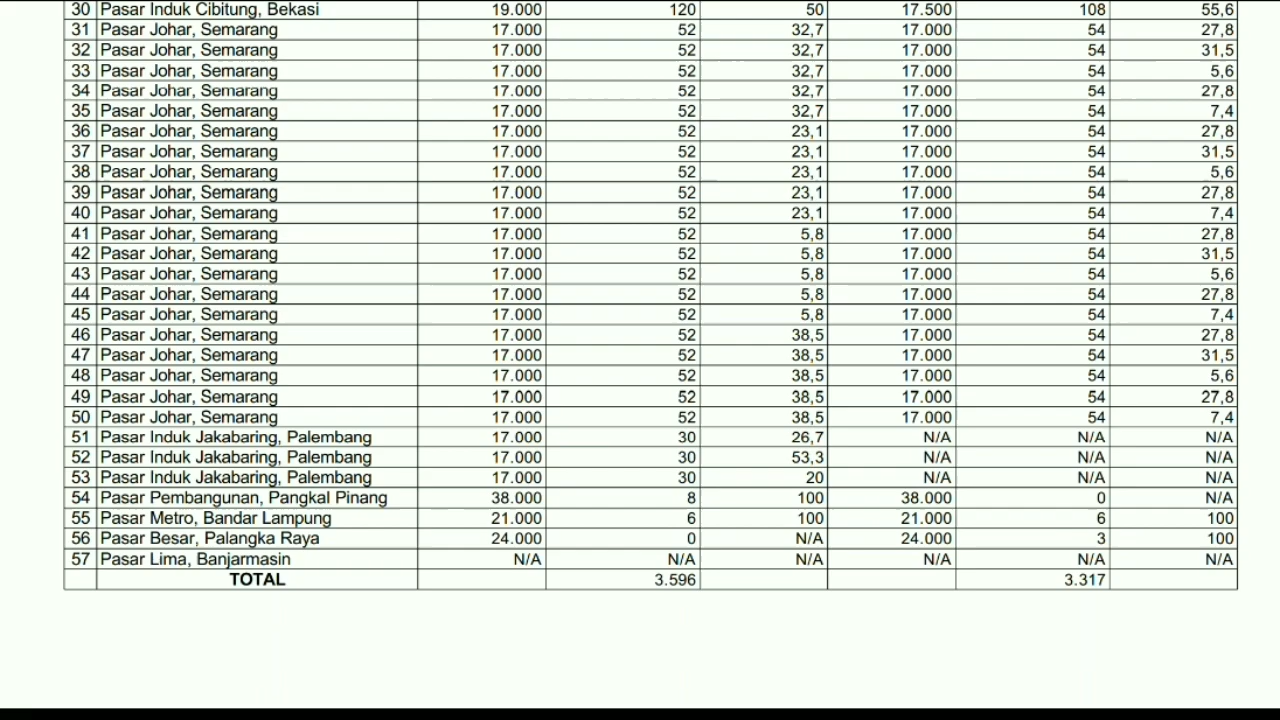 30 Pasar Induk Cibitung, Bekasi 19.000 120 50 17.500 108 55,6
31 Pasar Johar, Semarang 17.000 52 32,7 17.000 54 27,8
32 Pasar Johar, Semarang 17.000 52 32,7 17.000 54 31,5
33 Pasar Johar, Semarang 17.000 52 32,7 17.000 54 5,6
34 Pasar Johar, Semarang 17.000 52 32,7 17.000 54 27,8
35 Pasar Johar, Semarang 17.000 52 32,7 17.000 54 7,4
36 Pasar Johar, Semarang 17.000 52 23,1 17.000 54 27,8
37 Pasar Johar, Semarang 17.000 52 23,1 17.000 54 31,5
38 Pasar Johar, Semarang 17.000 52 23,1 17.000 54 5,6
39 Pasar Johar, Semarang 17.000 52 23,1 17.000 54 27,8
40 Pasar Johar, Semarang 17.000 52 23,1 17.000 54 7,4
41 Pasar Johar, Semarang 17.000 52 5,8 17.000 54 27,8
42 Pasar Johar, Semarang 17.000 52 5,8 17.000 54 31,5
43 Pasar Johar, Semarang 17.000 52 5,8 17.000 54 5,6
44 Pasar Johar, Semarang 17.000 52 5,8 17.000 54 27,8
45 Pasar Johar, Semarang 17.000 52 5,8 17.000 54 7,4
46 Pasar Johar, Semarang 17.000 52 38,5 17.000 54 27,8
47 Pasar Johar, Semarang 17.000 52 38,5 17.000 54 31,5
48 Pasar Johar, Semarang 17.000 52 38,5 17.000 54 5,6
49 Pasar Johar, Semarang 17.000 52 38,5 17.000 54 27,8
50 Pasar Johar, Semarang 17.000 52 38,5 17.000 54 7,4
51 Pasar Induk Jakabaring, Palembang 17.000 30 26,7 N/A N/A N/A
52 Pasar Induk Jakabaring, Palembang 17.000 30 53,3 N/A N/A N/A
53 Pasar Induk Jakabaring, Palembang 17.000 30 20 N/A N/A N/A
54 Pasar Pembangunan, Pangkal Pinang 38.000 8 100 38.000 0 N/A
55 Pasar Metro, Bandar Lampung 21.000 6 100 21.000 6 100
56 Pasar Besar, Palangka Raya 24.000 0 N/A 24.000 3 100
57 Pasar Lima, Banjarmasin N/A N/A N/A N/A N/A N/A
TOTAL 3.596 3.317